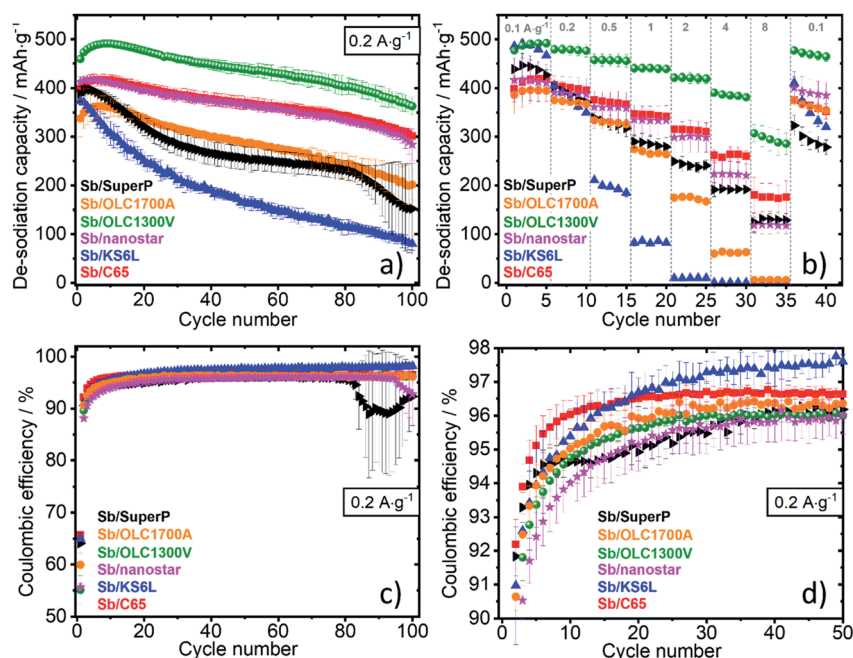 500
400
300
200
100
0
De-sodiation capacity / mAh·g⁻¹
0.2 A·g⁻¹
Sb/SuperP
Sb/OLC1700A
Sb/OLC1300V
Sb/nanostar
Sb/KS6L
Sb/C65
a)
0 20 40 60 80 100
Cycle number
500
400
300
200
100
0
De-sodiation capacity / mAh·g⁻¹
0.1 A·g⁻¹ 0.2 0.5 1 2 4 8 0.1
Sb/SuperP
Sb/OLC1700A
Sb/OLC1300V
Sb/nanostar
Sb/KS6L
Sb/C65
b)
0 5 10 15 20 25 30 35 40
Cycle number
100
95
90
85
80
75
70
65
60
55
50
Coulombic efficiency / %
0.2 A·g⁻¹
Sb/SuperP
Sb/OLC1700A
Sb/OLC1300V
Sb/nanostar
Sb/KS6L
Sb/C65
c)
0 20 40 60 80 100
Cycle number
98
97
96
95
94
93
92
91
90
Coulombic efficiency / %
0.2 A·g⁻¹
Sb/SuperP
Sb/OLC1700A
Sb/OLC1300V
Sb/nanostar
Sb/KS6L
Sb/C65
d)
0 10 20 30 40 50
Cycle number